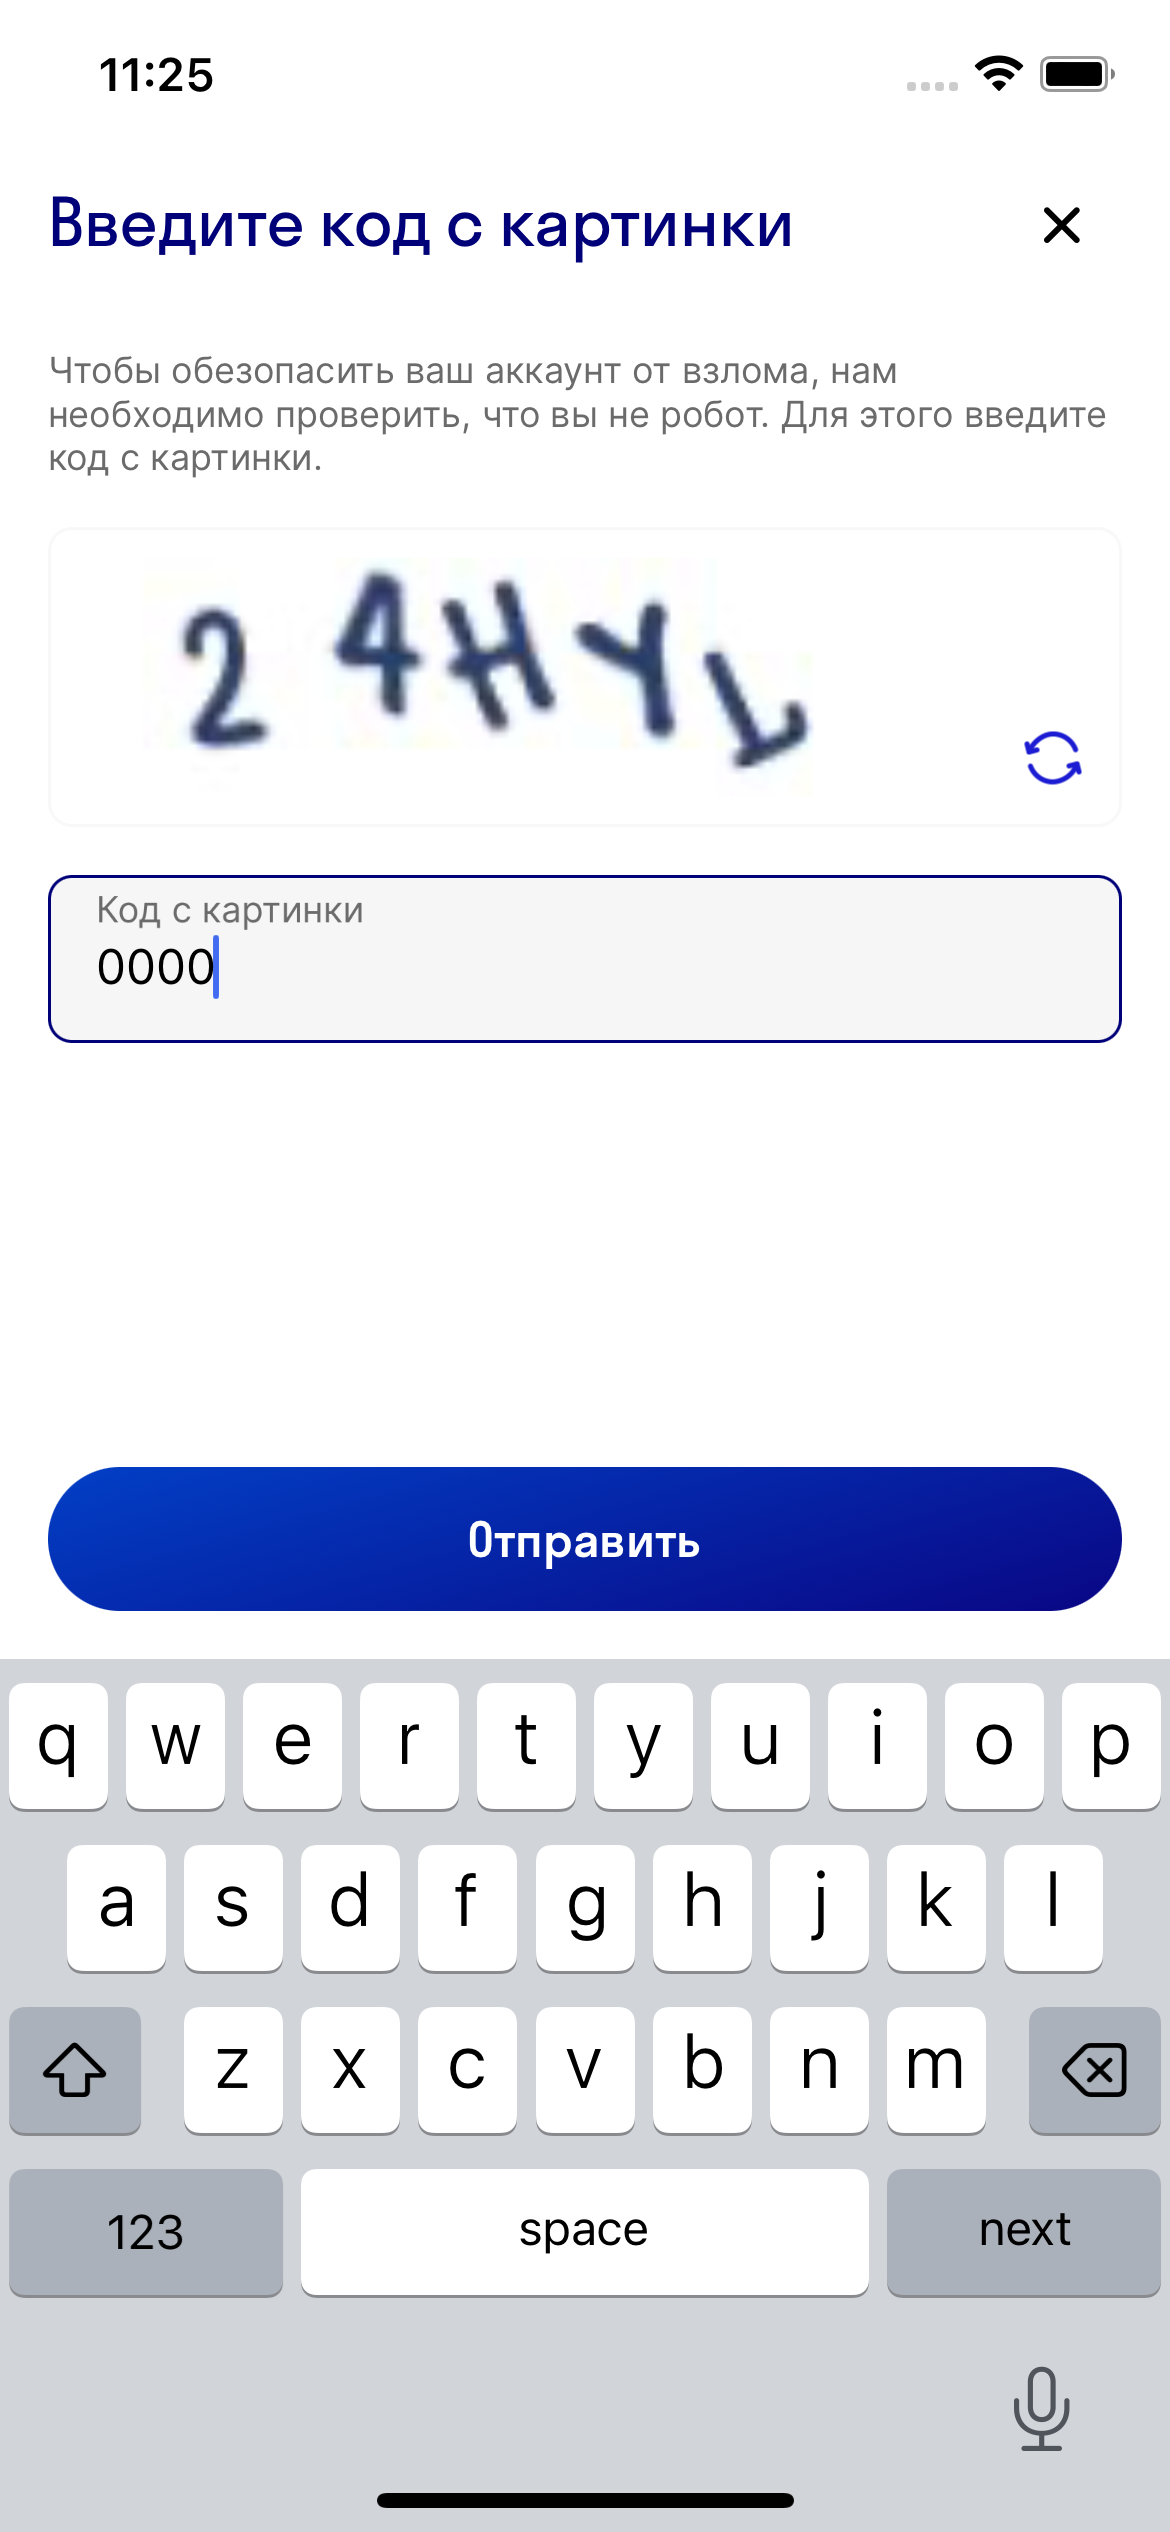 11:25
Введите код с картинки
Чтобы обезопасить ваш аккаунт от взлома, нам
необходимо проверить, что вы не робот. Для этого введите
код с картинки.
2 4HYL
Код с картинки
0000
Отправить
q w e r t y u i o p
a s d f g h j k l
z x c v b n m
123 space next